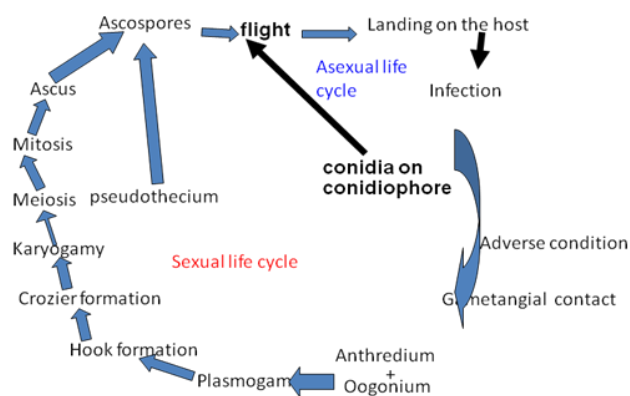 Ascospores
flight
Landing on the host
Asexual life
cycle
Ascus
Infection
Mitosis
conidia on
conidiophore
Meiosis
pseudothecium
Karyogamy
Sexual life cycle
Adverse condition
Crozier formation
Gametangial contact
Hook formation
Anthredium
+
Oogonium
Plasmogam